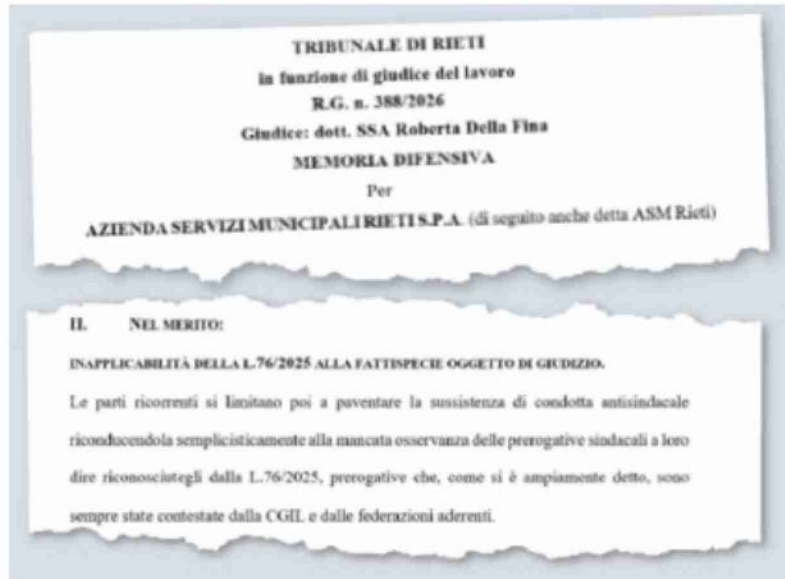 TRIBUNALE DI RIETI
in funzione di giudice del lavoro
R.G. n. 388/2026
Giudice: dott. SSA Roberta Della Fina
MEMORIA DIFENSIVA
Per
AZIENDA SERVIZI MUNICIPALI RIETI S.P.A. (di seguito anche detta ASM Rieti)
II. NEL MERITO:
INAPPLICABILITÀ DELLA L.76/2025 ALLA FATTISPECIE OGGETTO DI GIUDIZIO.
Le parti ricorrenti si limitano poi a paventare la sussistenza di condotta antisindacale
riconducendola semplicisticamente alla mancata osservanza delle prerogative sindacali a loro
dire riconosciutegli dalla L.76/2025, prerogative che, come si è ampiamente detto, sono
sempre state contestate dalla CGIL e dalle federazioni aderenti.